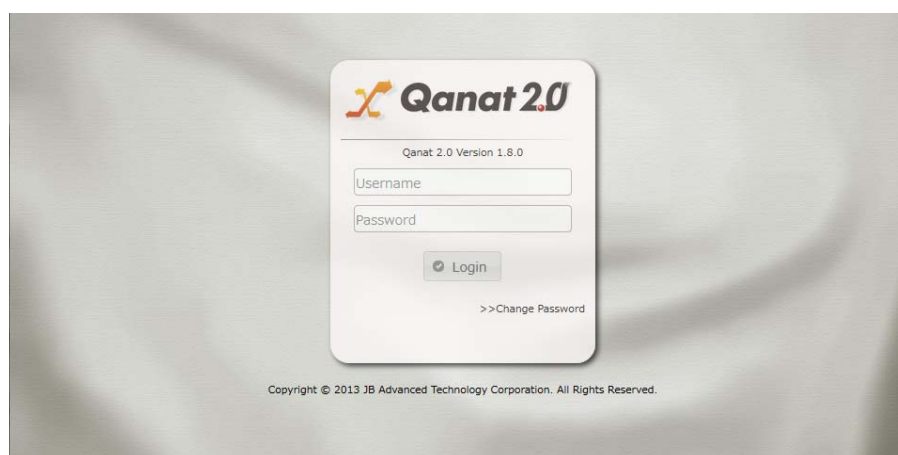 Qanat 2.0
Qanat 2.0 Version 1.8.0
Username
Password
Login
>>Change Password
Copyright © 2013 JB Advanced Technology Corporation. All Rights Reserved.